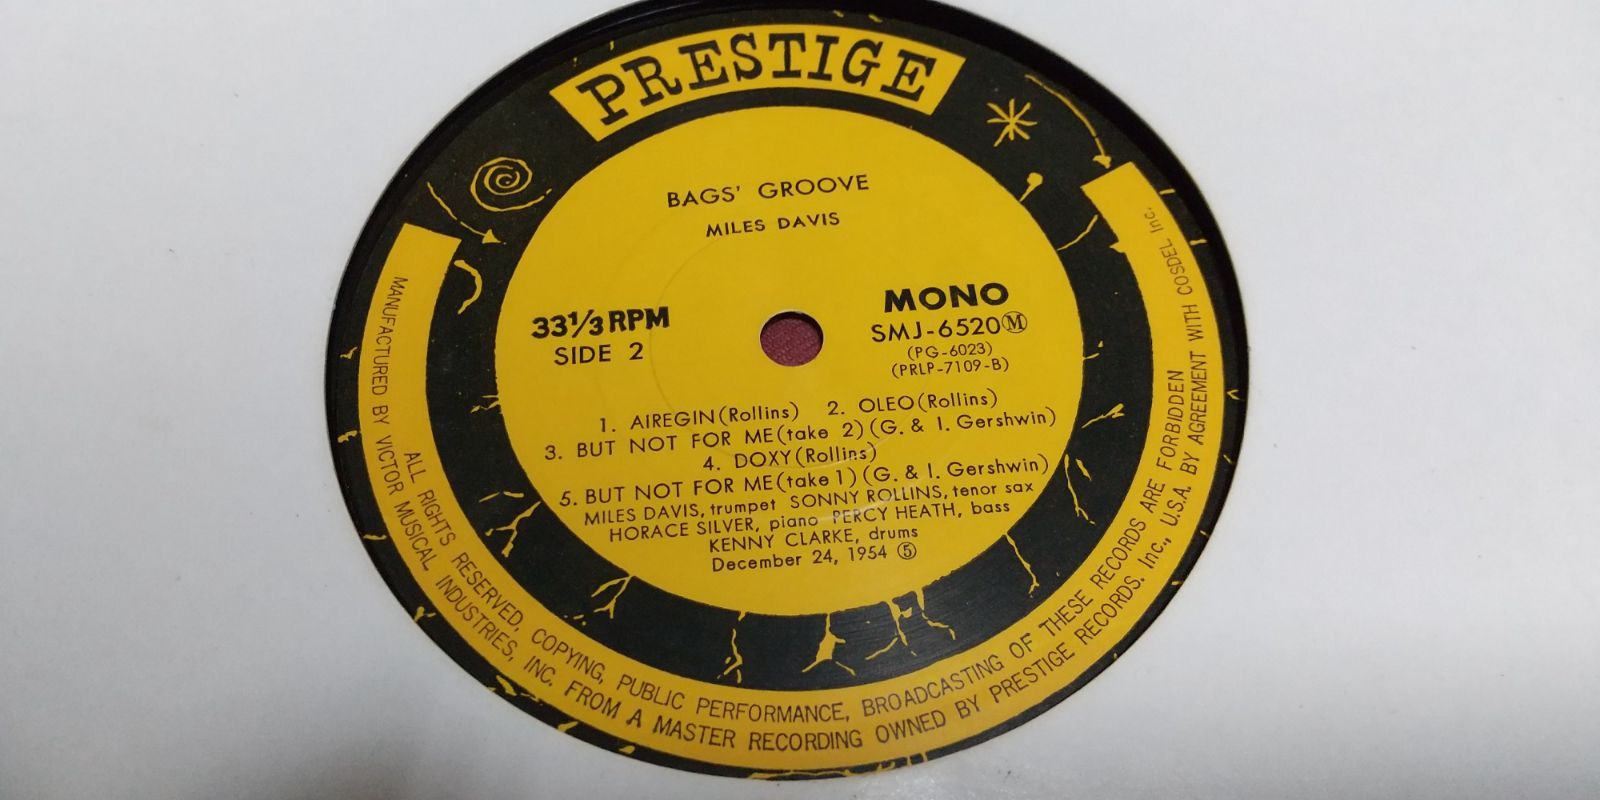 PRESTIGE
BAGS' GROOVE
MILES DAVIS
33 1/3 RPM
SIDE 2
MONO
SMJ-6520Ⓜ
(PG-6023)
(PRLP-7109-B)
1. AIREGIN(Rollins) 2. OLEO(Rollins)
3. BUT NOT FOR ME(take 2)(G. & I. Gershwin)
4. DOXY(Rollins)
5. BUT NOT FOR ME(take 1)(G. & I. Gershwin)
MILES DAVIS, trumpet SONNY ROLLINS, tenor sax
HORACE SILVER, piano PERCY HEATH, bass
KENNY CLARKE, drums
December 24, 1954 ⑤
ALL RIGHTS RESERVED, COPYING, PUBLIC PERFORMANCE, BROADCASTING OF THESE RECORDS ARE FORBIDDEN
MANUFACTURED BY VICTOR MUSICAL INDUSTRIES, INC. FROM A MASTER RECORDING OWNED BY PRESTIGE RECORDS. Inc., U.S.A. BY AGREEMENT WITH COSDEL Inc.